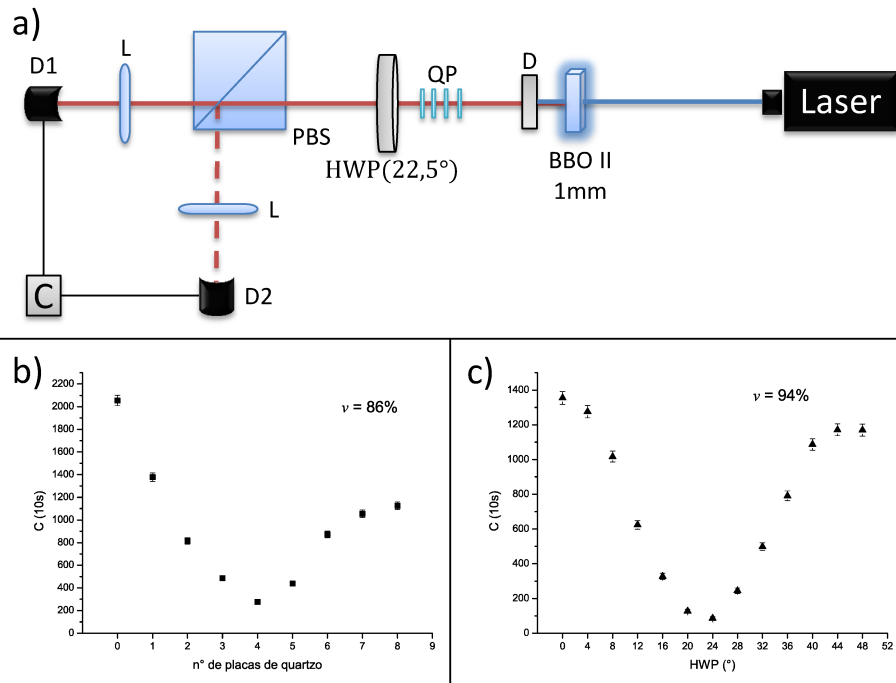 a)
D1
L
PBS
HWP(22,5°)
QP
D
BBO II
1mm
Laser
L
D2
C
b)
v = 86%
C (10s)
2200
2000
1800
1600
1400
1200
1000
800
600
400
200
0
0 1 2 3 4 5 6 7 8 9
n° de placas de quartzo
c)
v = 94%
C (10s)
1400
1200
1000
800
600
400
200
0
0 4 8 12 16 20 24 28 32 36 40 44 48 52
HWP (°)